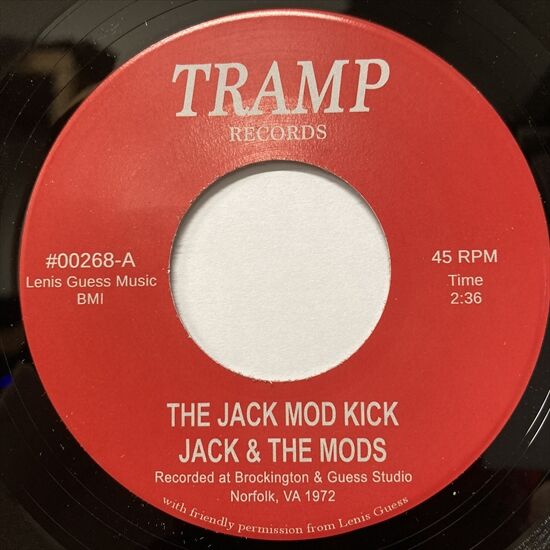 TRAMP
RECORDS
#00268-A
Lenis Guess Music
BMI
45 RPM
Time
2:36
THE JACK MOD KICK
JACK & THE MODS
Recorded at Brockington & Guess Studio
Norfolk, VA 1972
with friendly permission from Lenis Guess